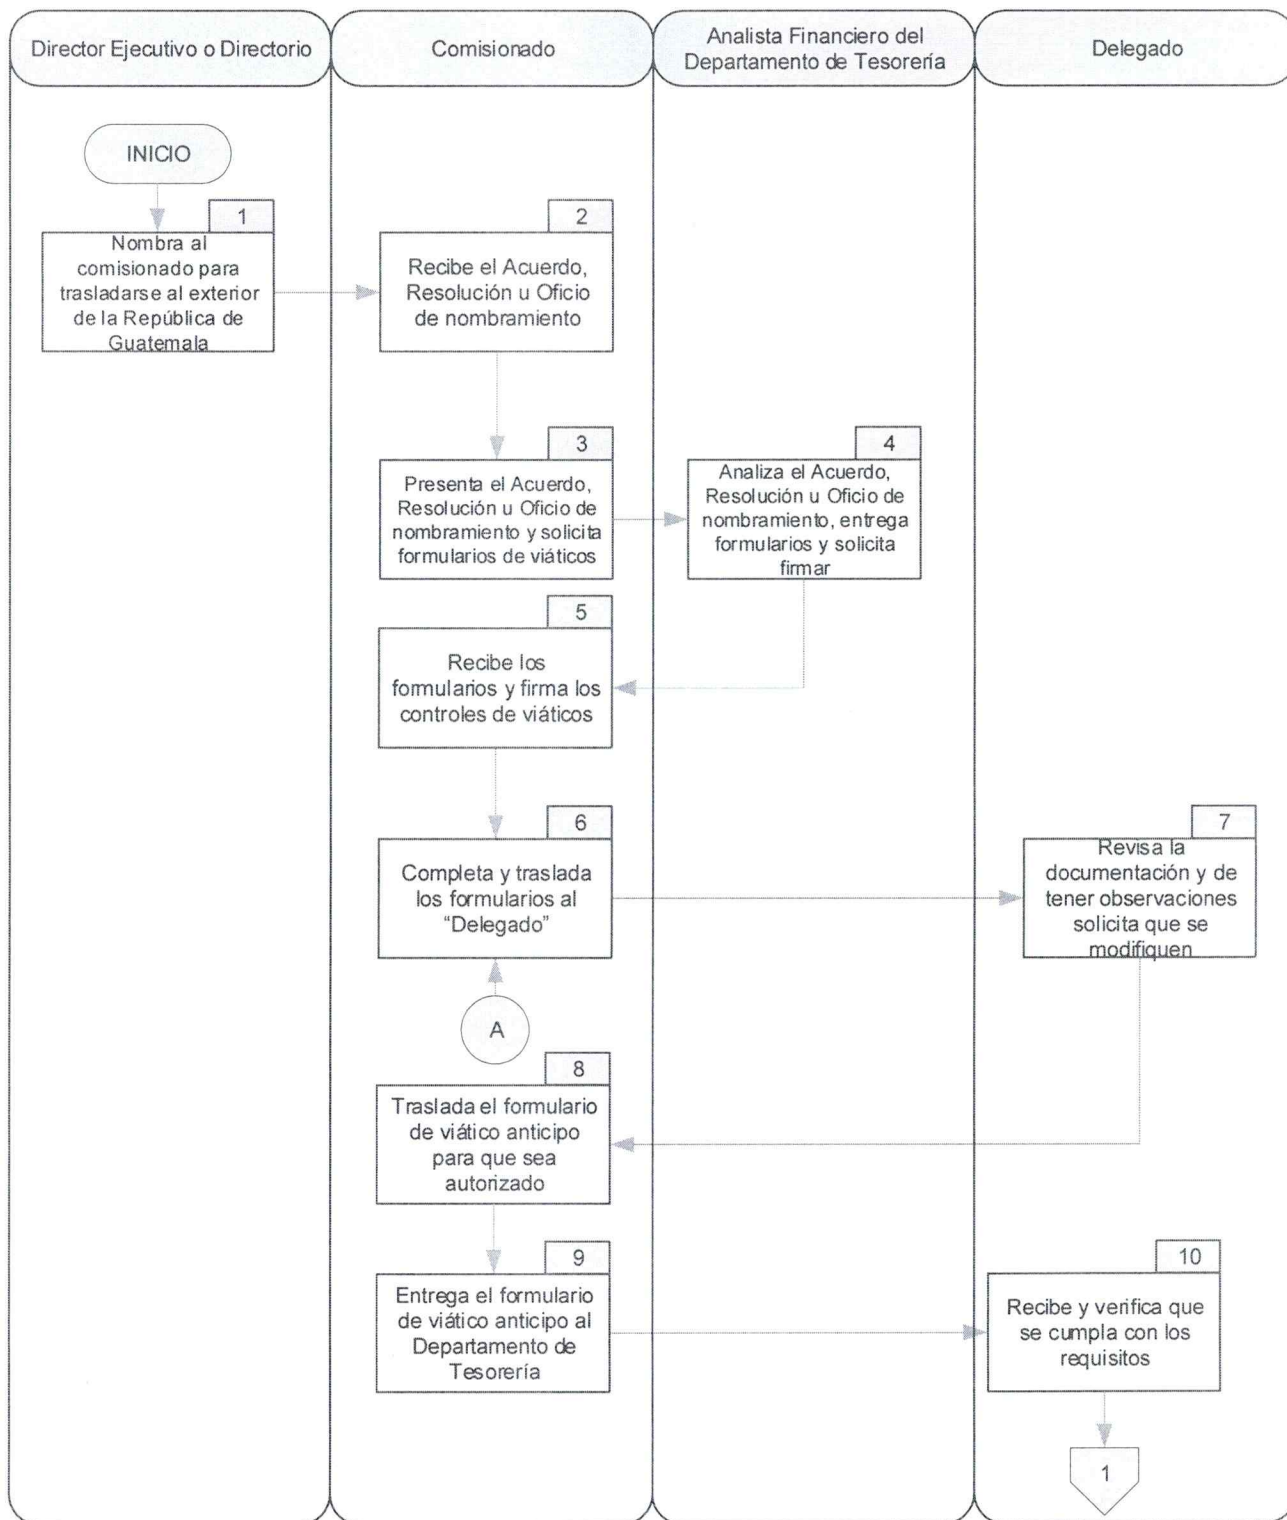 Director Ejecutivo o Directorio
Comisionado
Analista Financiero del
Departamento de Tesorería
Delegado
INICIO
1
Nombra al
comisionado para
trasladarse al exterior
de la República de
Guatemala
2
Recibe el Acuerdo,
Resolución u Oficio
de nombramiento
3
Presenta el Acuerdo,
Resolución u Oficio de
nombramiento y solicita
formularios de viáticos
4
Analiza el Acuerdo,
Resolución u Oficio de
nombramiento, entrega
formularios y solicita
firmar
5
Recibe los
formularios y firma los
controles de viáticos
6
Completa y traslada
los formularios al
“Delegado”
7
Revisa la
documentación y de
tener observaciones
solicita que se
modifiquen
A
8
Traslada el formulario
de viático anticipo
para que sea
autorizado
9
Entrega el formulario
de viático anticipo al
Departamento de
Tesorería
10
Recibe y verifica que
se cumpla con los
requisitos
1